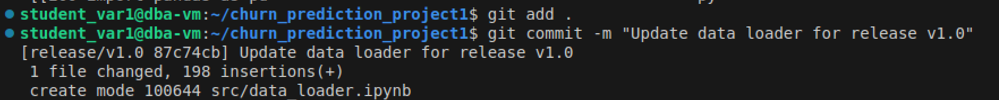 student_var1@dba-vm:~/churn_prediction_project1$ git add .
student_var1@dba-vm:~/churn_prediction_project1$ git commit -m "Update data loader for release v1.0"
[release/v1.0 87c74cb] Update data loader for release v1.0
1 file changed, 198 insertions(+)
create mode 100644 src/data_loader.ipynb